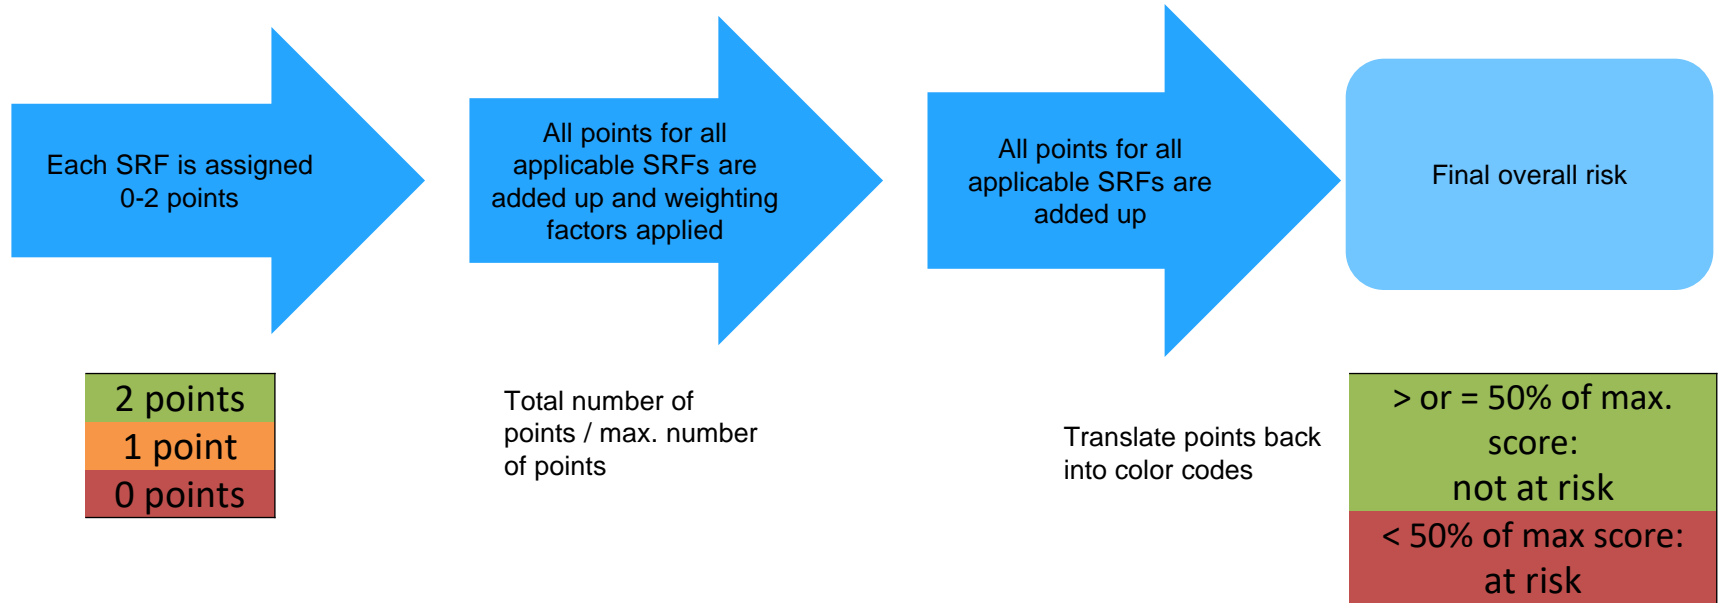 Each SRF is assigned
0-2 points
All points for all
applicable SRFs are
added up and weighting
factors applied
All points for all
applicable SRFs are
added up
Final overall risk
2 points
1 point
0 points
Total number of
points / max. number
of points
Translate points back
into color codes
> or = 50% of max.
score:
not at risk
< 50% of max score:
at risk